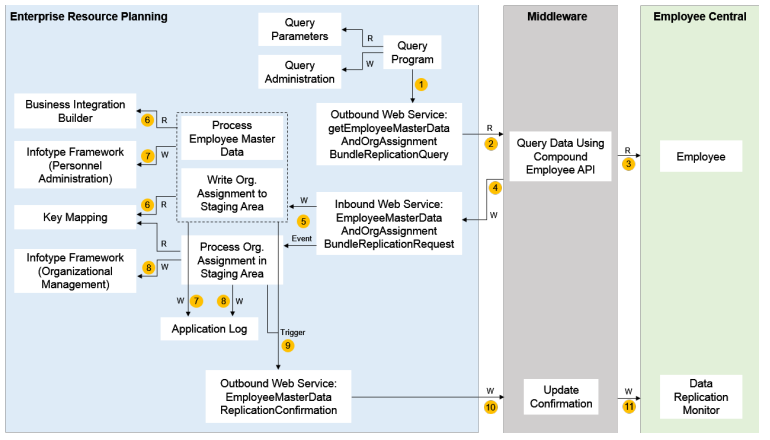 Enterprise Resource Planning
Middleware
Employee Central
Query
Parameters
R
Query
Program
W
Query
Administration
1
Business Integration
Builder
6
R
Process
Employee Master
Data
Outbound Web Service:
getEmployeeMasterData
AndOrgAssignment
BundleReplicationQuery
R
2
Query Data Using
Compound
Employee API
R
3
Employee
Infotype Framework
(Personnel
Administration)
7
W
Write Org.
Assignment to
Staging Area
4
W
Key Mapping
6
R
W
5
Inbound Web Service:
EmployeeMasterData
AndOrgAssignment
BundleReplicationRequest
Event
R
Process Org.
Assignment in
Staging Area
Infotype Framework
(Organizational
Management)
8
W
W
7
8
W
Application Log
Trigger
9
Outbound Web Service:
EmployeeMasterData
ReplicationConfirmation
W
10
Update
Confirmation
W
11
Data
Replication
Monitor